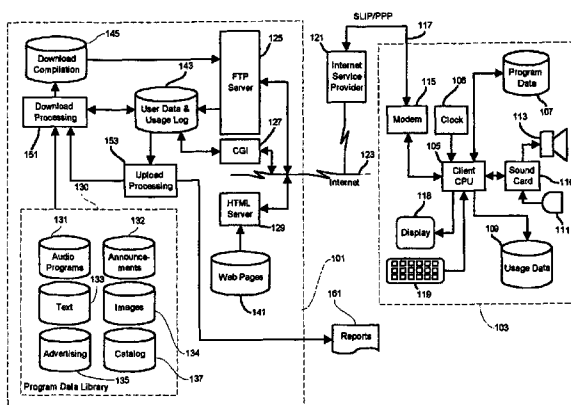 SLIP/PPP
145
125
121
117
Download
Compilation
143
FTP
Server
Internet
Service
Provider
115
106
Program
Data
107
113
Download
Processing
User Data &
Usage Log
127
Modem
Clock
151
153
CGI
123
105
130
Upload
Processing
Internet
Client
CPU
Sound
Card
116
131
132
HTML
Server
129
118
Display
109
111
Audio
Programs
Announce-
ments
133
Text
Images
Web Pages
141
101
119
Usage Data
161
103
134
Reports
Advertising
Catalog
135
137
Program Data Library